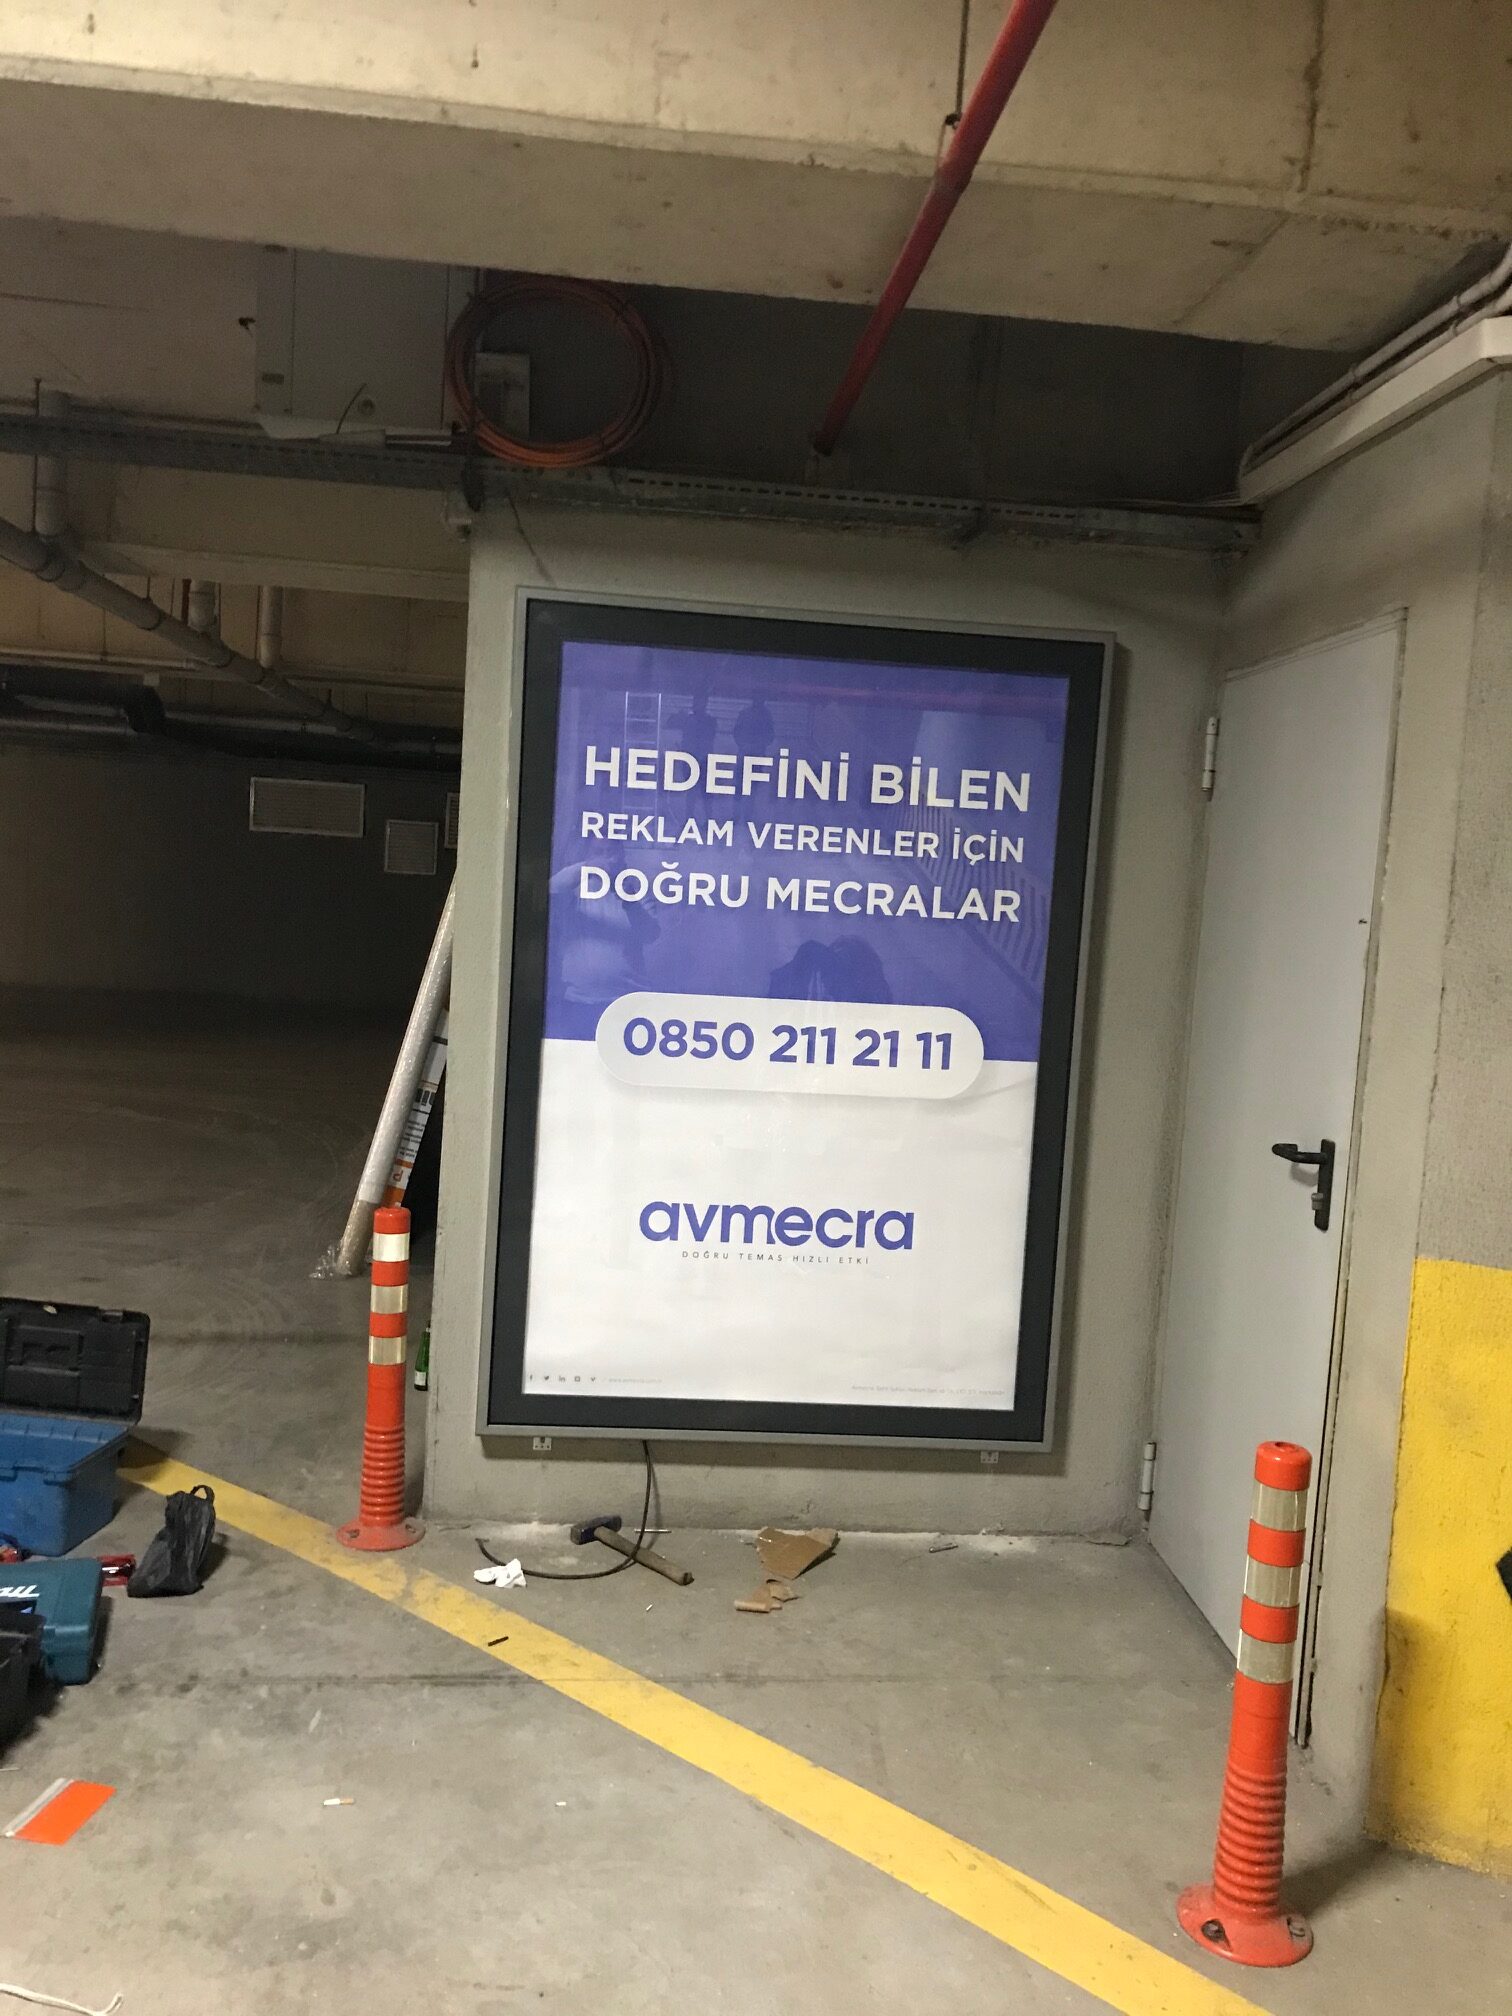 HEDEFİNİ BİLEN
REKLAM VERENLER İÇİN
DOĞRU MECRALAR
0850 211 21 11
avmecra
DOĞRU TEMAS HIZLI ETKİ